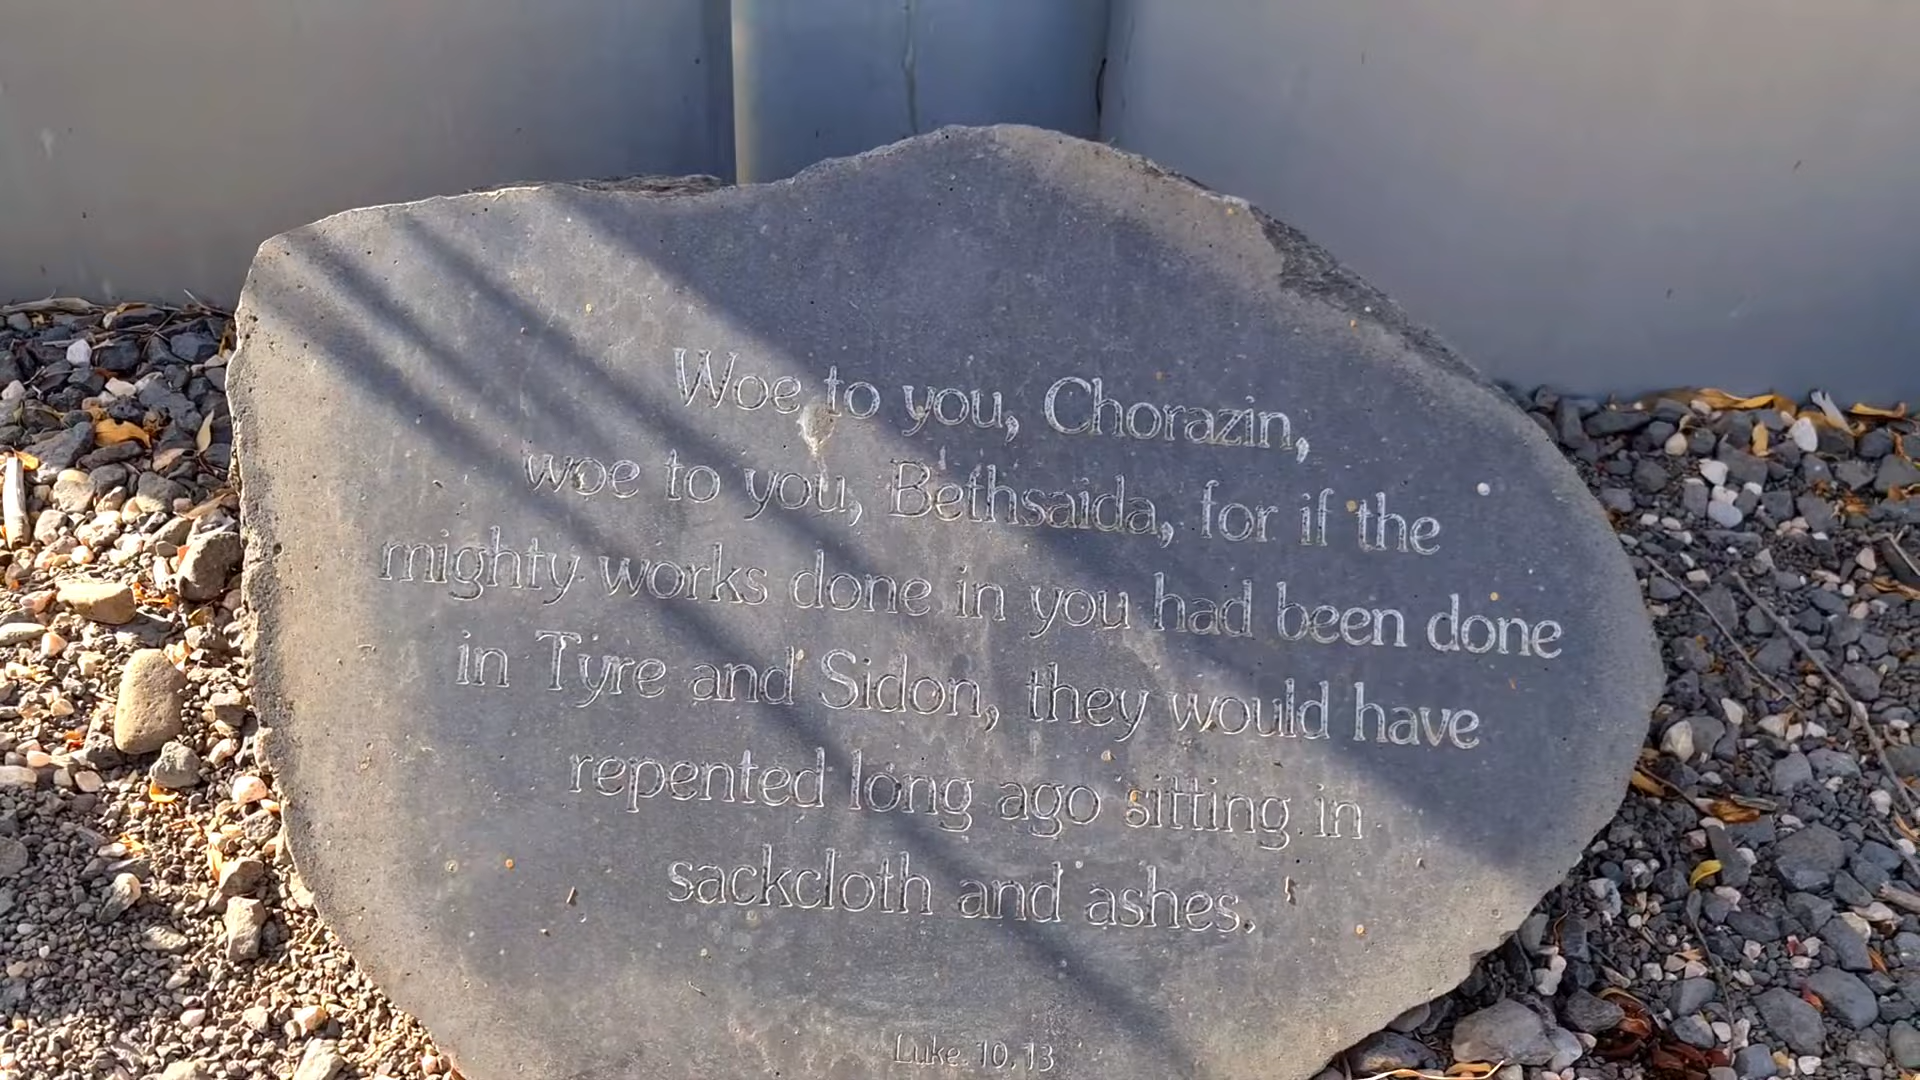 Woe to you, Chorazin,
woe to you, Bethsaida, for if the
mighty works done in you had been done
in Tyre and Sidon, they would have
repented long ago sitting in
sackcloth and ashes.
Luke 10,13